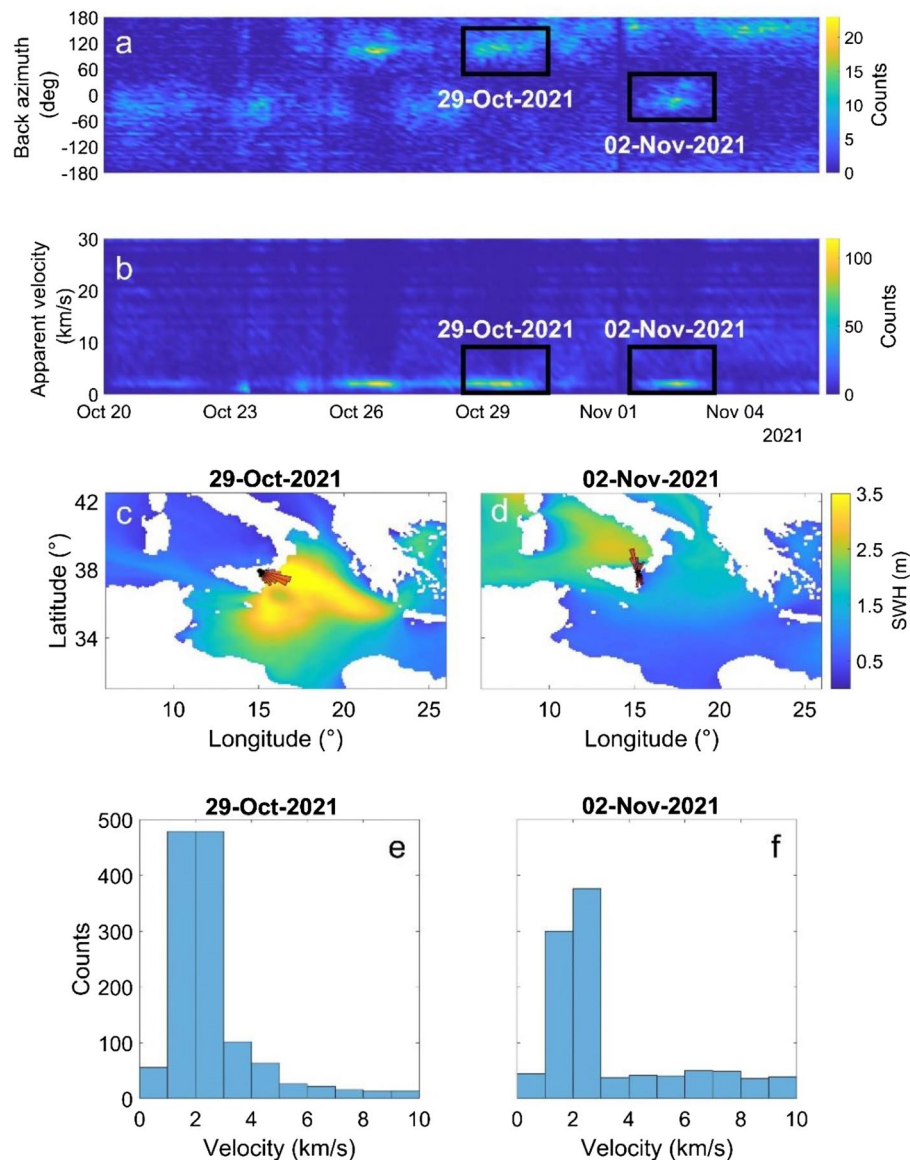 a
180
120
60
0
-60
-120
-180
Back azimuth
(deg)
29-Oct-2021
02-Nov-2021
20
15
10
5
0
Counts
b
30
20
10
0
Apparent velocity
(km/s)
29-Oct-2021 02-Nov-2021
100
50
0
Counts
Oct 20 Oct 23 Oct 26 Oct 29 Nov 01 Nov 04
2021
29-Oct-2021 02-Nov-2021
c
d
42
38
34
Latitude (°)
10 15 20 25
Longitude (°)
10 15 20 25
Longitude (°)
3.5
2.5
1.5
0.5
SWH (m)
29-Oct-2021 02-Nov-2021
e
f
500
400
300
200
100
0
Counts
0 2 4 6 8 10
Velocity (km/s)
0 2 4 6 8 10
Velocity (km/s)